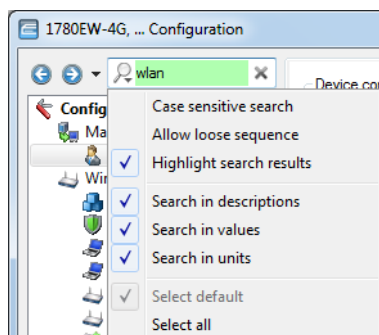 1780EW-4G, ... Configuration
wlan
Device co
Config
Ma
Wir
Case sensitive search
Allow loose sequence
Highlight search results
Search in descriptions
Search in values
Search in units
Select default
Select all